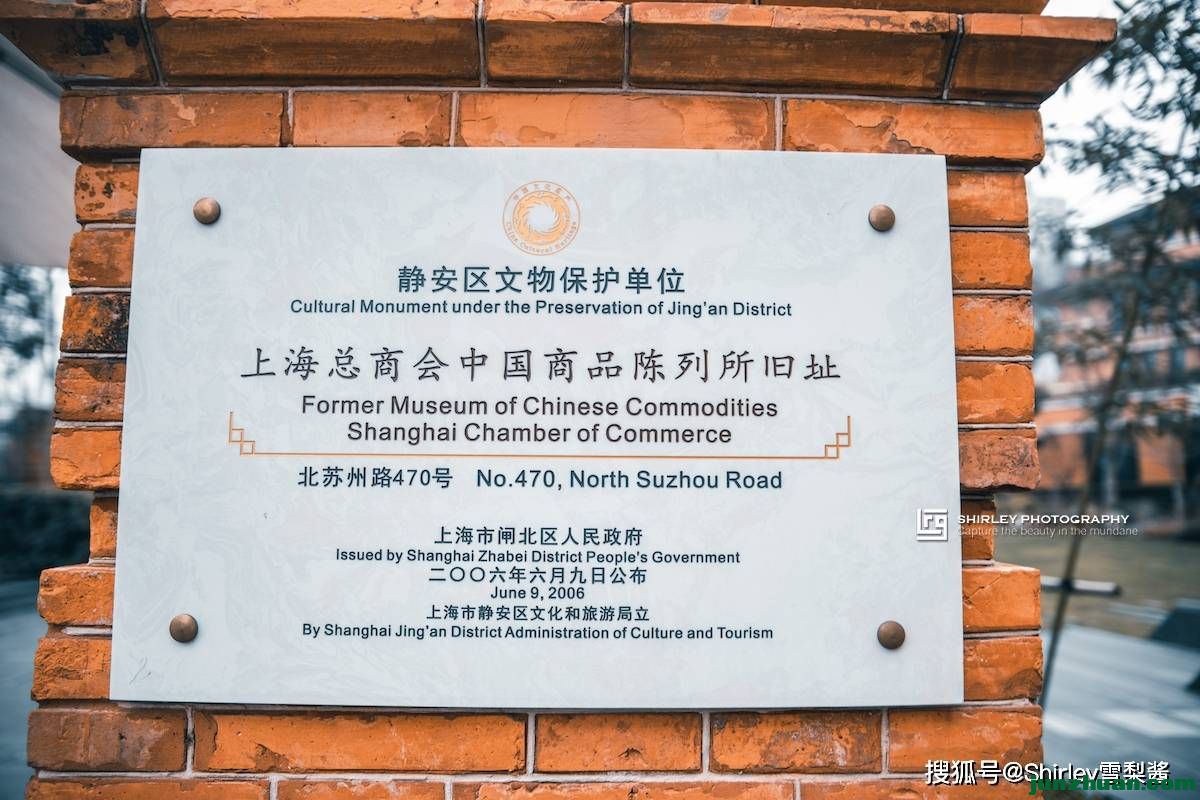 静安区文物保护单位
Cultural Monument under the Preservation of Jing'an District
上海总商会中国商品陈列所旧址
Former Museum of Chinese Commodities
Shanghai Chamber of Commerce
北苏州路470号 No.470, North Suzhou Road
上海市闸北区人民政府
Issued by Shanghai Zhabei District People's Government
二〇〇六年六月九日公布
June 9, 2006
上海市静安区文化和旅游局立
By Shanghai Jing'an District Administration of Culture and Tourism
SHIRLEY PHOTOGRAPHY
capture the beauty in the mundane
搜狐号@Shirley雪梨酱
junzhuan.com